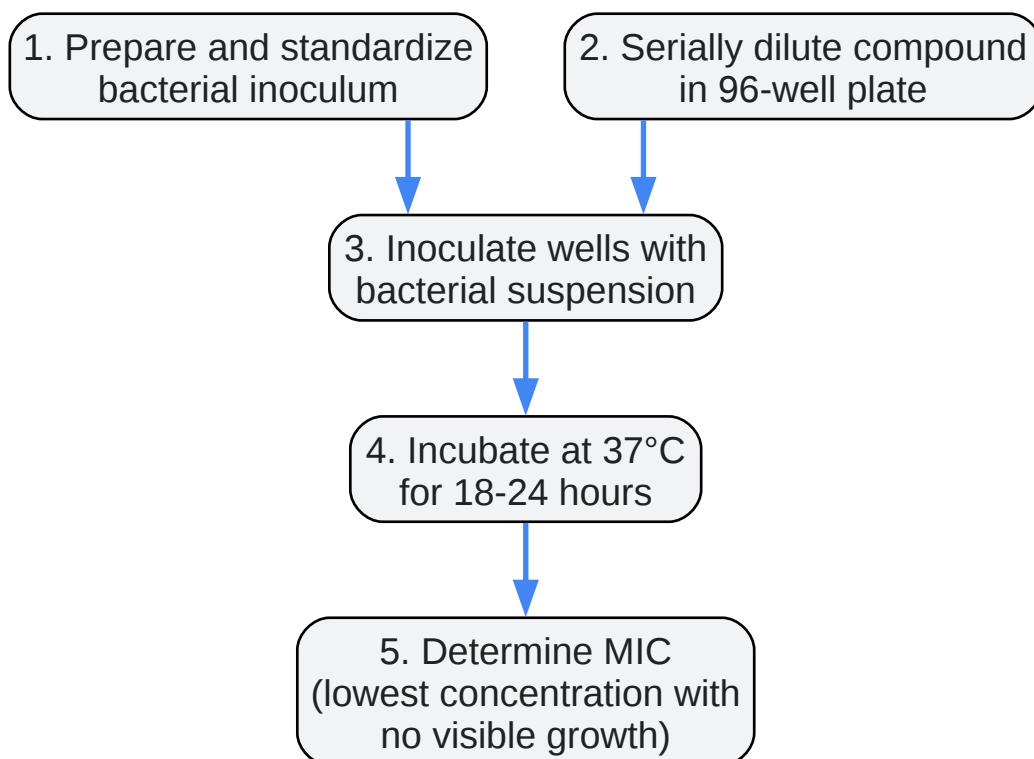 1. Prepare and standardize
bacterial inoculum
2. Serially dilute compound
in 96-well plate
3. Inoculate wells with
bacterial suspension
4. Incubate at 37°C
for 18-24 hours
5. Determine MIC
(lowest concentration with
no visible growth)